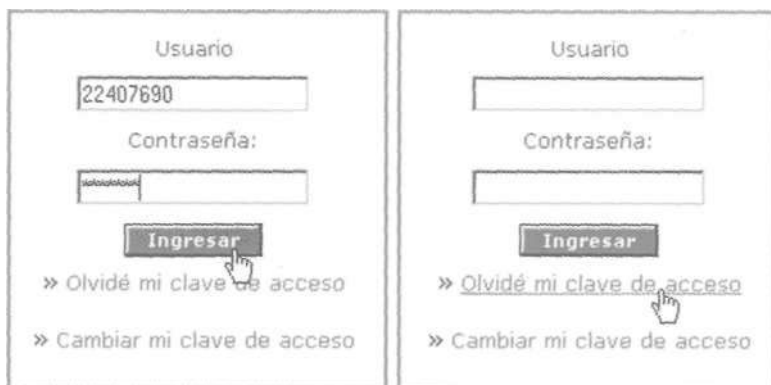 Usuario
22407690
Contraseña:
Ingresar
» Olvidé mi clave de acceso
» Cambiar mi clave de acceso
Usuario
Contraseña:
Ingresar
» Olvidé mi clave de acceso
» Cambiar mi clave de acceso